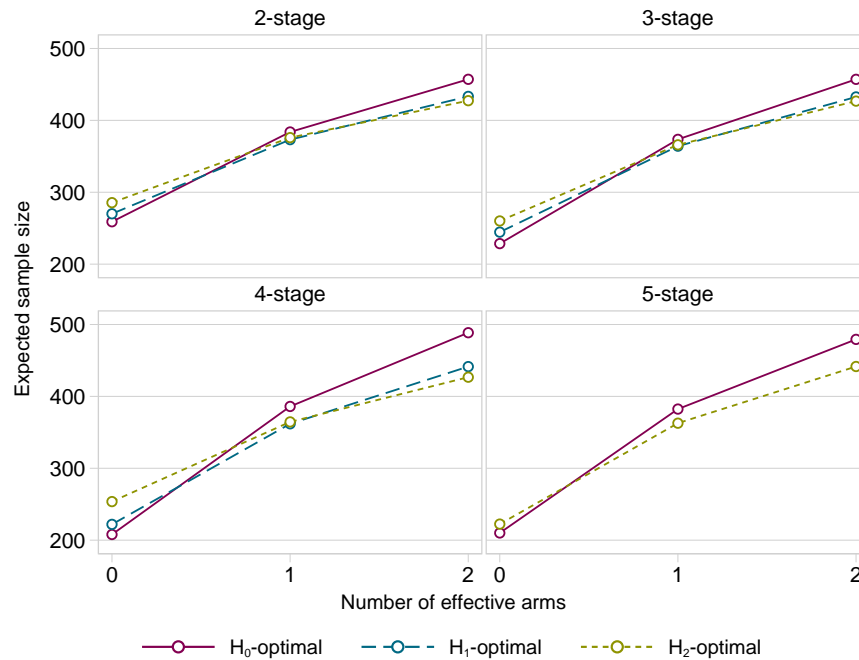 2-stage
3-stage
500
400
300
200
4-stage
5-stage
500
400
300
200
0
1
2
0
1
2
Expected sample size
Number of effective arms
H₀-optimal
H₁-optimal
H₂-optimal